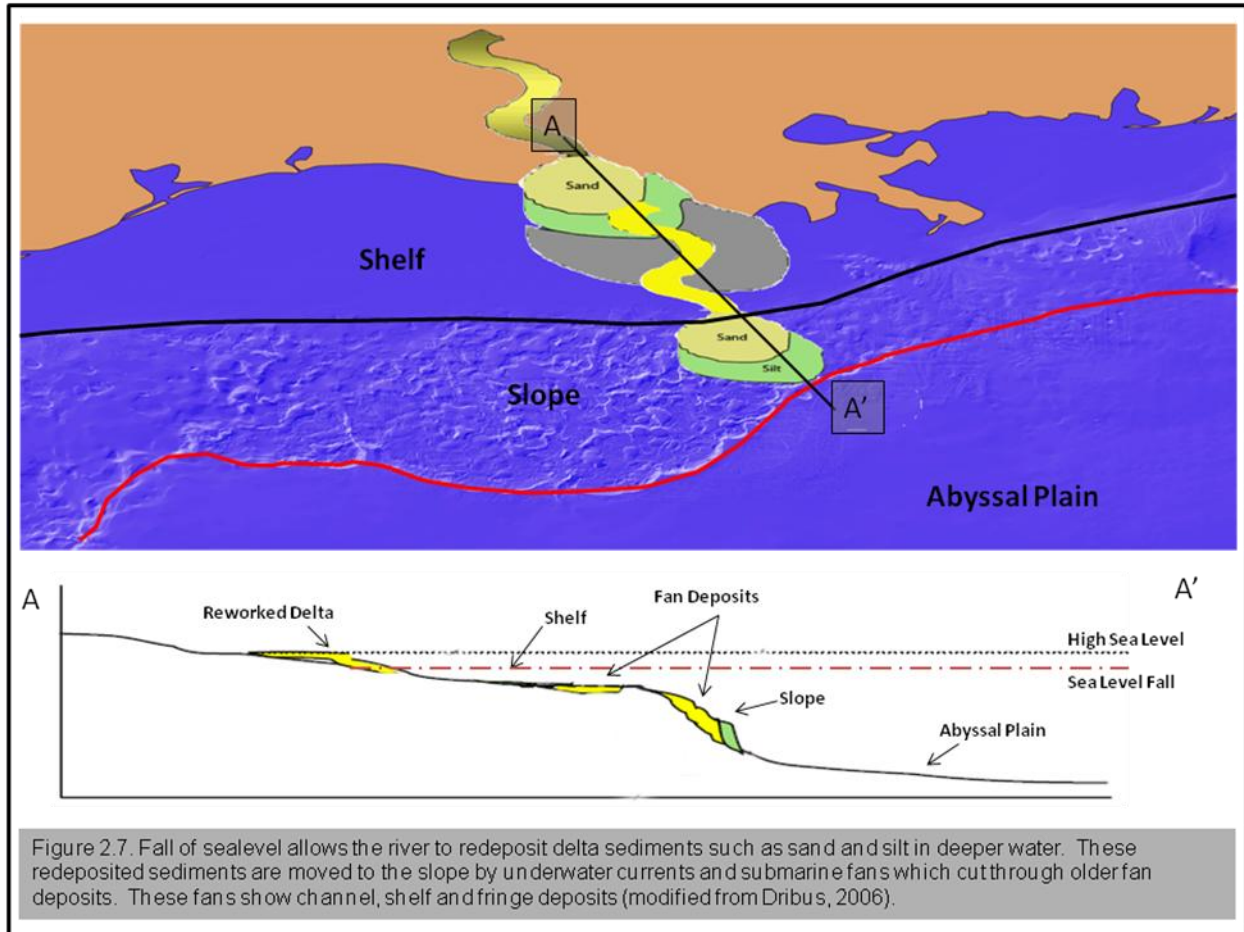 A
Sand
Shelf
Sand
Silt
Slope
A'
Abyssal Plain
A
A'
Fan Deposits
Reworked Delta
Shelf
High Sea Level
Sea Level Fall
Slope
Abyssal Plain
Figure 2.7. Fall of sealevel allows the river to redeposit delta sediments such as sand and silt in deeper water. These
redeposited sediments are moved to the slope by underwater currents and submarine fans which cut through older fan
deposits. These fans show channel, shelf and fringe deposits (modified from Dribus, 2006).